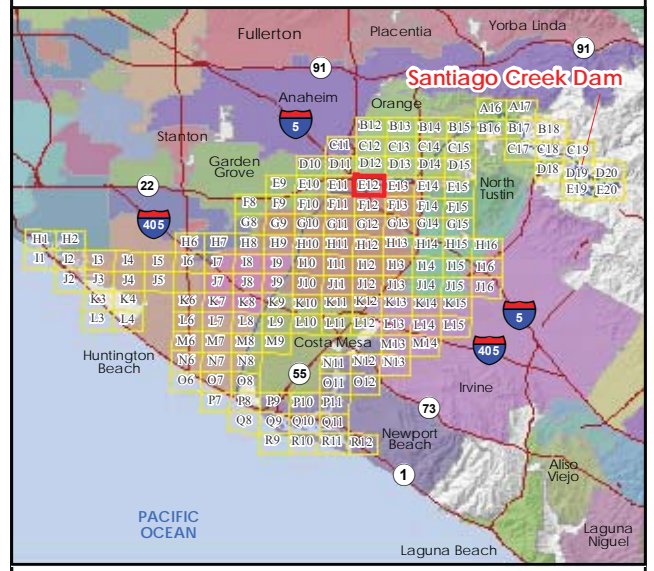 Fullerton
Placentia
Yorba Linda
91
91
Santiago Creek Dam
Anaheim
Orange
A16 A17
5
B12 B13 B14 B15 B16 B17 B18
Stanton
C11 C12 C13 C14 C15 C17 C18 C19
Garden
Grove
D10 D11 D12 D13 D14 D15 D18 D19 D20
22
E9 E10 E11 E12 E13 E14 E15 E19 E20
North
Tustin
F8 F9 F10 F11 F12 F13 F14 F15
405
G8 G9 G10 G11 G12 G13 G14 G15
H1 H2 H6 H7 H8 H9 H10 H11 H12 H13 H14 H15 H16
I1 I2 I3 I4 I5 I6 I7 I8 I9 I10 I11 I12 I13 I14 I15 I16
J2 J3 J4 J5 J7 J8 J9 J10 J11 J12 J13 J14 J15 J16
K3 K4 K6 K7 K8 K9 K10 K11 K12 K13 K14 K15
L3 L4 L6 L7 L8 L9 L10 L11 L12 L13 L14 L15
5
M6 M7 M8 M9 Costa Mesa M13 M14
405
Huntington
Beach
N6 N7 N8 N11 N12 N13
55
O6 O7 O8 O11 O12
Irvine
P7 P8 P9 P10 P11
73
Q8 Q9 Q10 Q11
R9 R10 R11 R12
Newport
Beach
1
Aliso
Viejo
PACIFIC
OCEAN
Laguna
Niguel
Laguna Beach